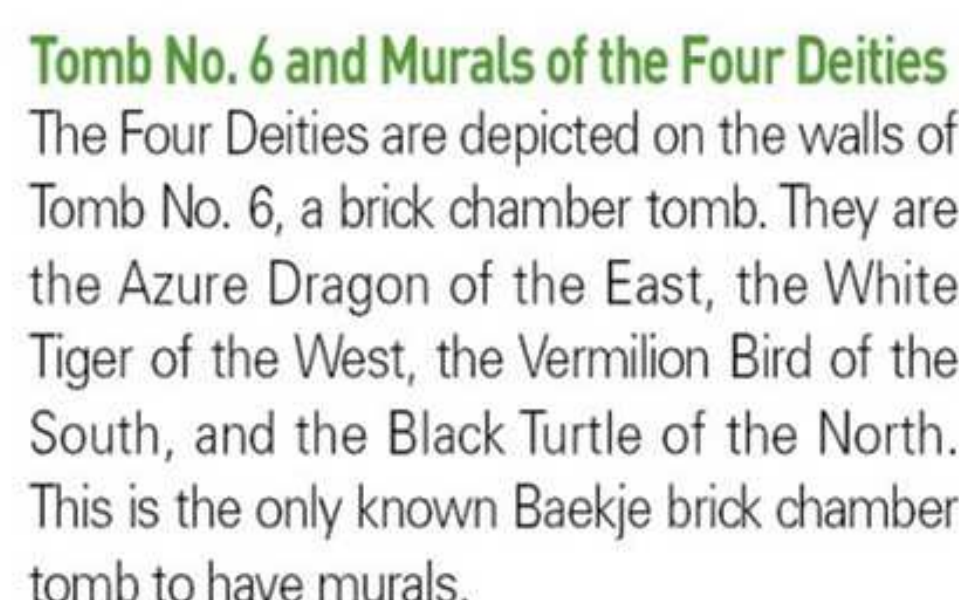 Tomb No. 6 and Murals of the Four Deities
The Four Deities are depicted on the walls of
Tomb No. 6, a brick chamber tomb. They are
the Azure Dragon of the East, the White
Tiger of the West, the Vermilion Bird of the
South, and the Black Turtle of the North.
This is the only known Baekje brick chamber
tomb to have murals.